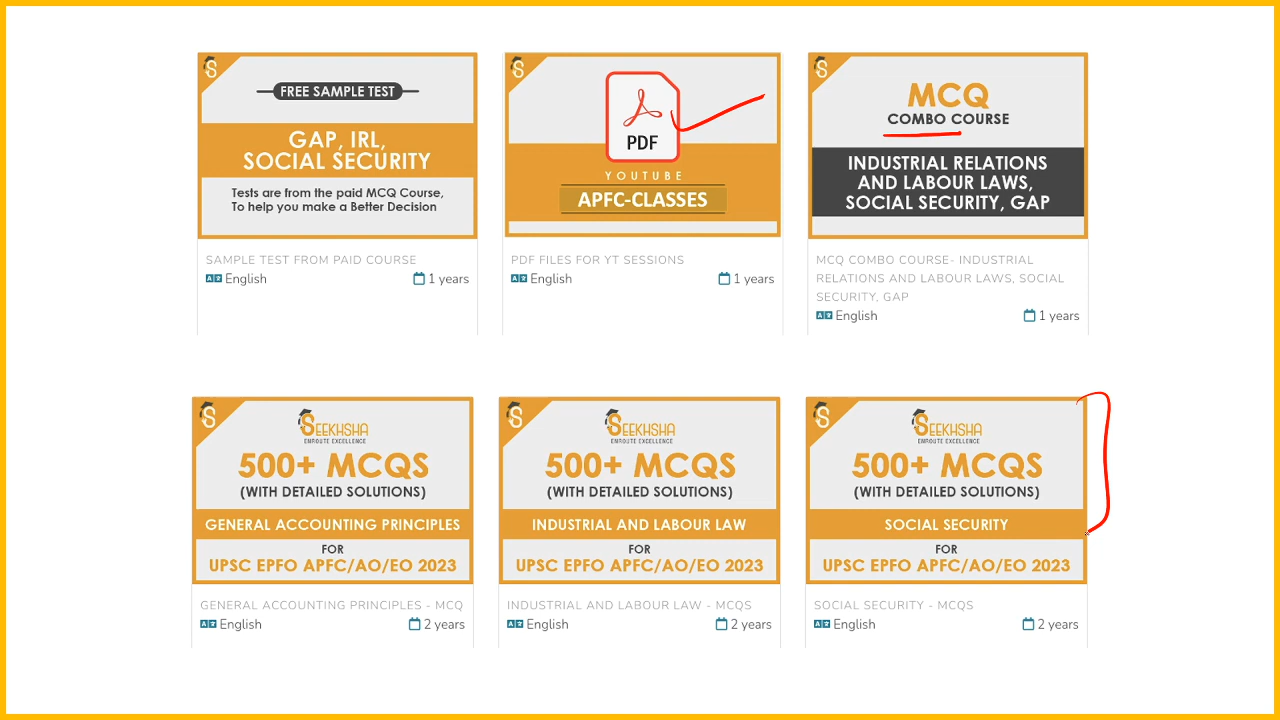 FREE SAMPLE TEST
GAP, IRL,
SOCIAL SECURITY
Tests are from the paid MCQ Course,
To help you make a Better Decision
SAMPLE TEST FROM PAID COURSE
English 1 years
PDF
YOUTUBE
APFC-CLASSES
PDF FILES FOR YT SESSIONS
English 1 years
MCQ
COMBO COURSE
INDUSTRIAL RELATIONS
AND LABOUR LAWS,
SOCIAL SECURITY, GAP
MCQ COMBO COURSE- INDUSTRIAL
RELATIONS AND LABOUR LAWS, SOCIAL
SECURITY, GAP
English 1 years
SEEKHSHA
ENROUTE EXCELLENCE
500+ MCQS
(WITH DETAILED SOLUTIONS)
GENERAL ACCOUNTING PRINCIPLES
FOR
UPSC EPFO APFC/AO/EO 2023
GENERAL ACCOUNTING PRINCIPLES - MCQ
English 2 years
SEEKHSHA
ENROUTE EXCELLENCE
500+ MCQS
(WITH DETAILED SOLUTIONS)
INDUSTRIAL AND LABOUR LAW
FOR
UPSC EPFO APFC/AO/EO 2023
INDUSTRIAL AND LABOUR LAW - MCQS
English 2 years
SEEKHSHA
ENROUTE EXCELLENCE
500+ MCQS
(WITH DETAILED SOLUTIONS)
SOCIAL SECURITY
FOR
UPSC EPFO APFC/AO/EO 2023
SOCIAL SECURITY - MCQS
English 2 years